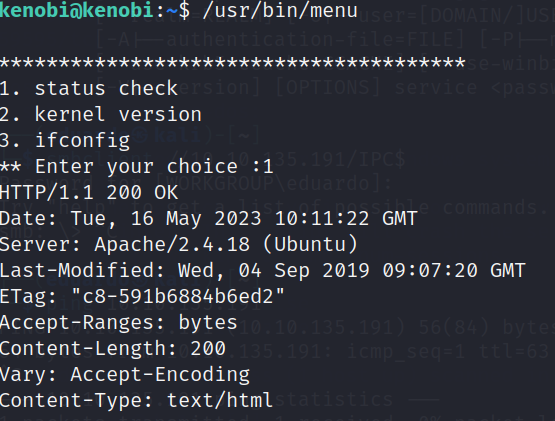 kenobi@kenobi:~$ /usr/bin/menu
***************************************
1. status check
2. kernel version
3. ifconfig
** Enter your choice :1
HTTP/1.1 200 OK
Date: Tue, 16 May 2023 10:11:22 GMT
Server: Apache/2.4.18 (Ubuntu)
Last-Modified: Wed, 04 Sep 2019 09:07:20 GMT
ETag: "c8-591b6884b6ed2"
Accept-Ranges: bytes
Content-Length: 200
Vary: Accept-Encoding
Content-Type: text/html